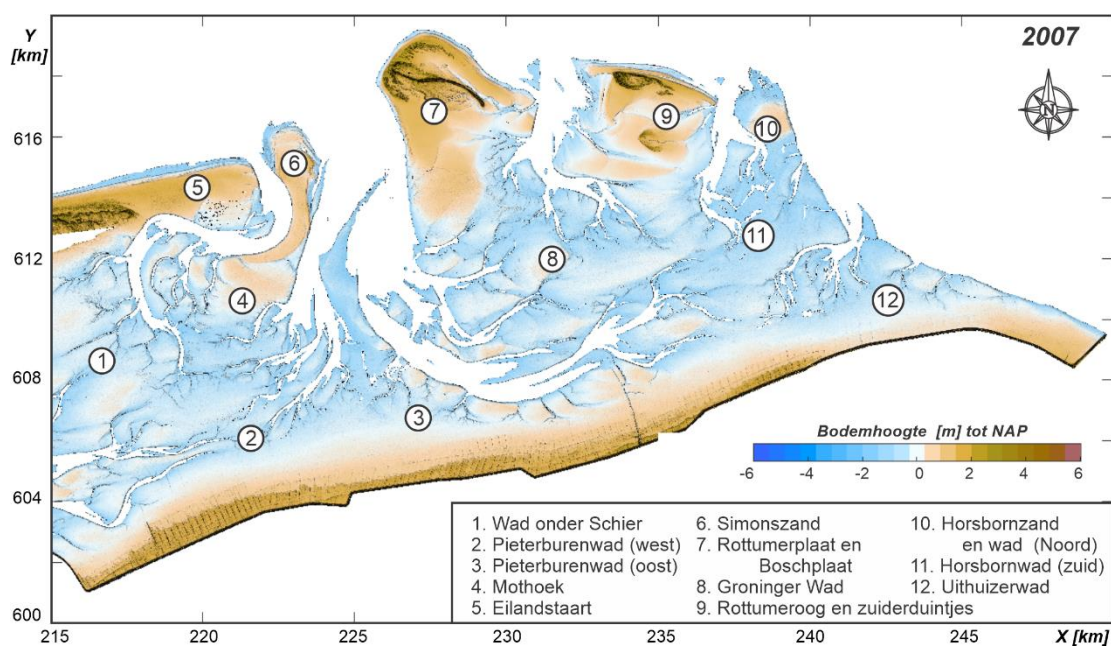 Y
[km]
2007
N
616
612
608
604
600
1
2
3
4
5
6
7
8
9
10
11
12
Bodemhoogte [m] tot NAP
-6 -4 -2 0 2 4 6
1. Wad onder Schier
2. Pieterburenwad (west)
3. Pieterburenwad (oost)
4. Mothoek
5. Eilandstaart
6. Simonszand
7. Rottumerplaat en
Boschplaat
8. Groninger Wad
9. Rottumeroog en zuiderduintjes
10. Horsbornzand
en wad (Noord)
11. Horsbornwad (zuid)
12. Uithuizerwad
215 220 225 230 235 240 245 X [km]